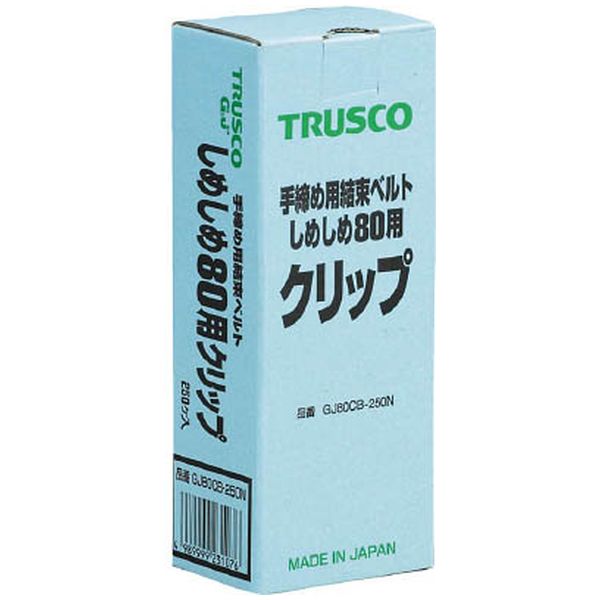 TRUSCO
手締め用結束ベルト
しめしめ80用
クリップ
品番 GJ80CB-250N
MADE IN JAPAN
TRUSCO
G.J
手締め用結束ベルト
しめしめ80用クリップ
250ケ入
品番 GJ80CB-250N